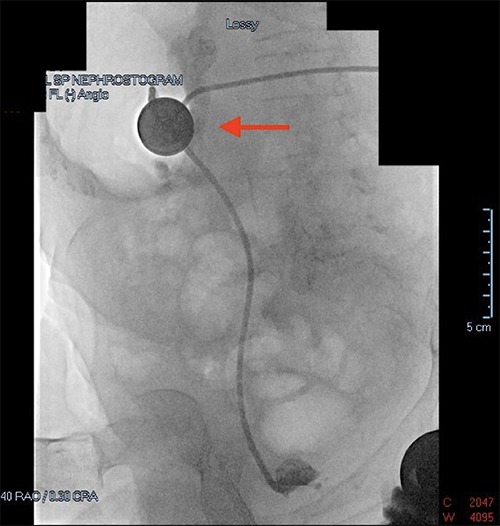 Lossy
L SP NEPHROSTOGRAM
FL (-) Angio
5 cm
40 RAO / 0.30 CRA
C 2047
W 4095